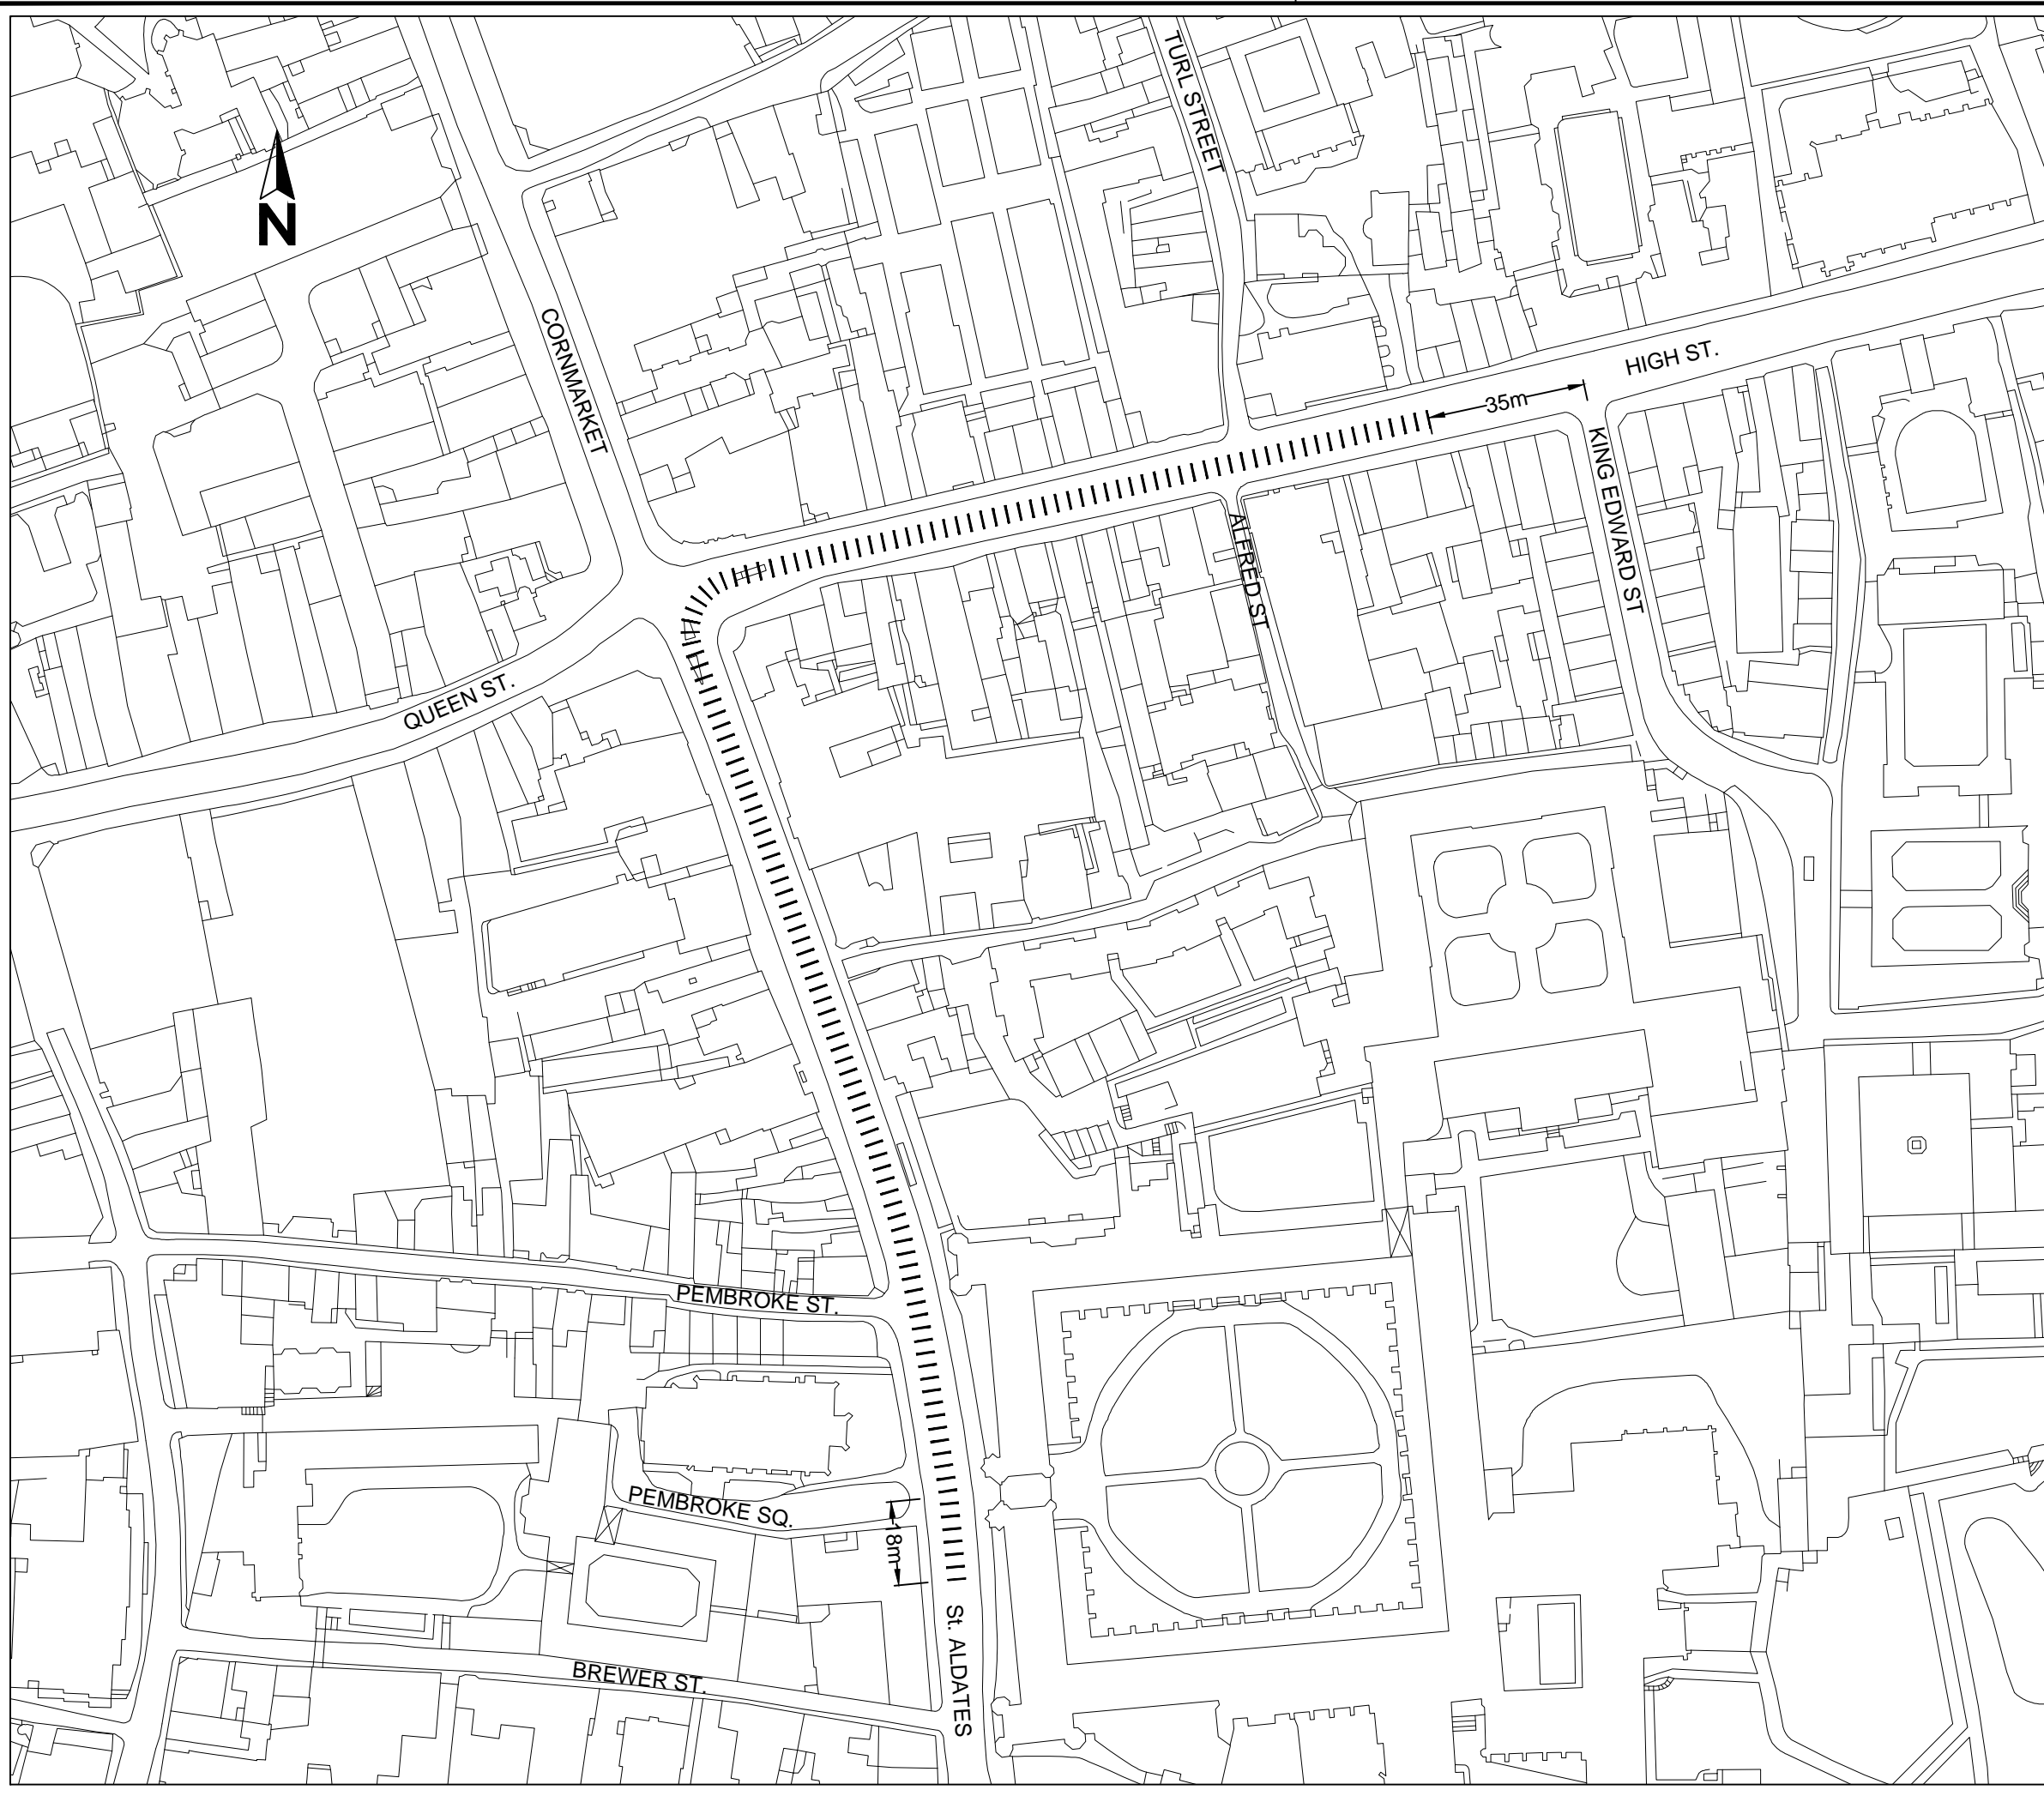 TURL STREET
N
CORNMARKET
HIGH ST.
35m
KING EDWARD ST
ALFRED ST
QUEEN ST.
PEMBROKE ST.
PEMBROKE SQ.
18m
St. ALDATES
BREWER ST.